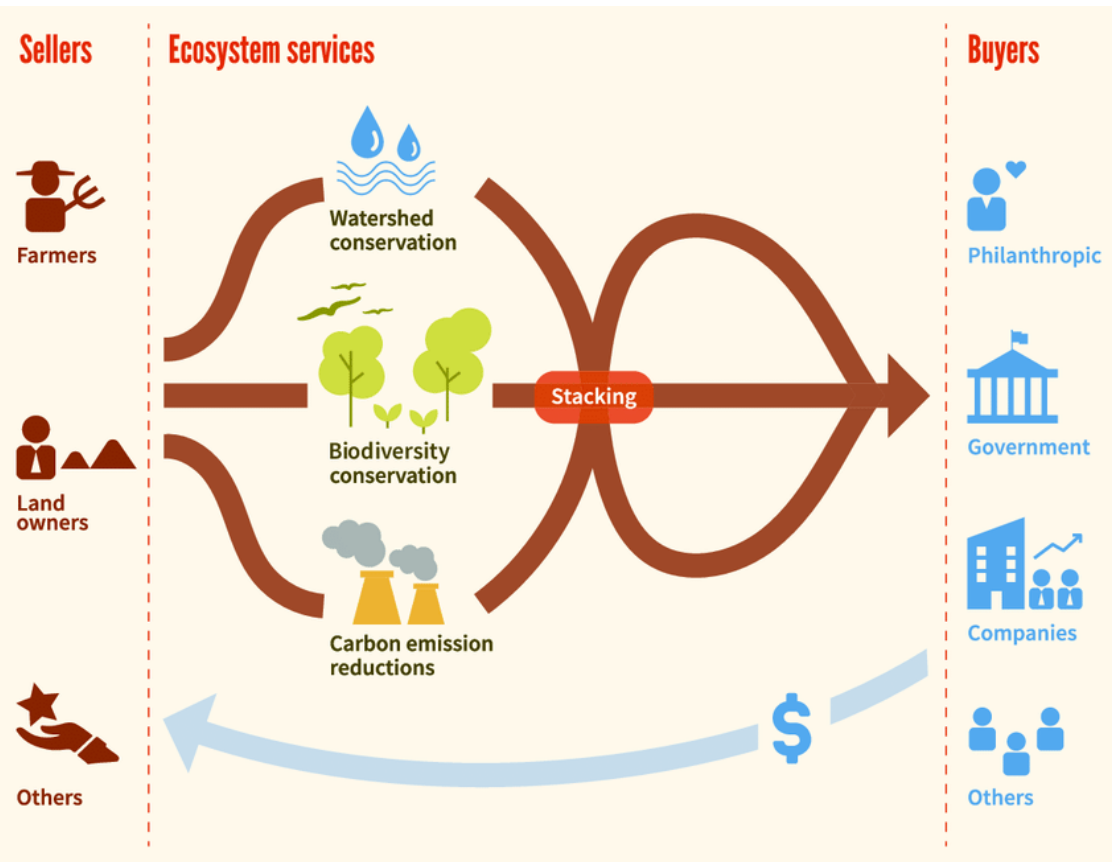 Sellers
Ecosystem services
Buyers
Farmers
Land
owners
Others
Watershed
conservation
Biodiversity
conservation
Carbon emission
reductions
Stacking
$
Philanthropic
Government
Companies
Others